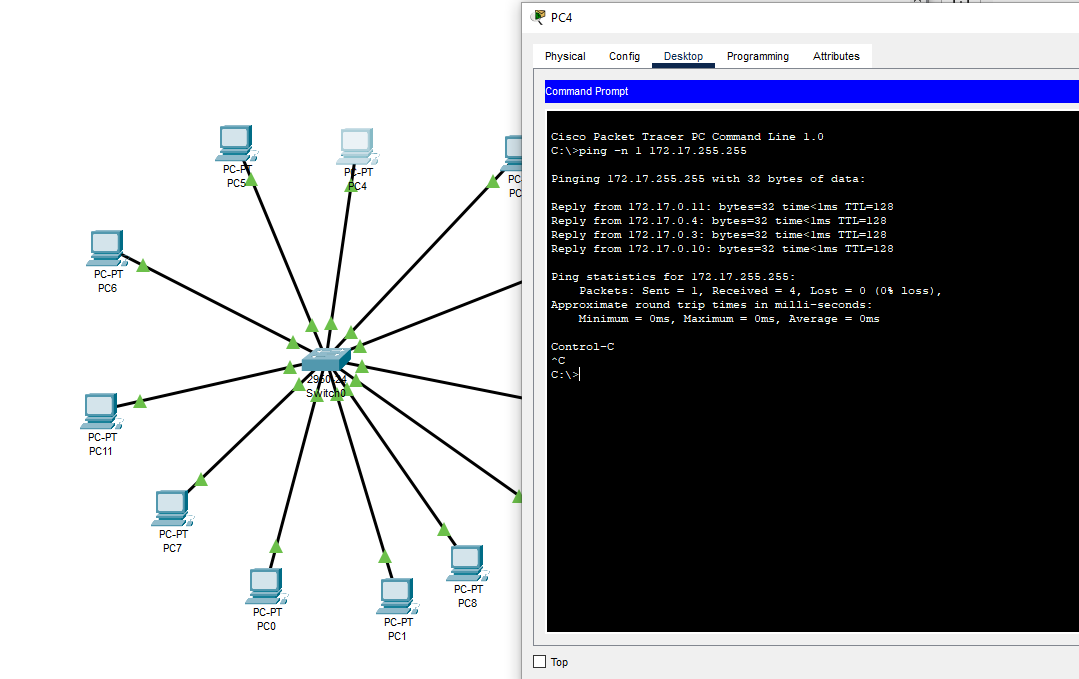 PC4
Physical
Config
Desktop
Programming
Attributes
Command Prompt
Cisco Packet Tracer PC Command Line 1.0
C:\>ping -n 1 172.17.255.255
Pinging 172.17.255.255 with 32 bytes of data:
Reply from 172.17.0.11: bytes=32 time<1ms TTL=128
Reply from 172.17.0.4: bytes=32 time<1ms TTL=128
Reply from 172.17.0.3: bytes=32 time<1ms TTL=128
Reply from 172.17.0.10: bytes=32 time<1ms TTL=128
Ping statistics for 172.17.255.255:
Packets: Sent = 1, Received = 4, Lost = 0 (0% loss),
Approximate round trip times in milli-seconds:
Minimum = 0ms, Maximum = 0ms, Average = 0ms
Control-C
^C
C:\>
Top
PC-PT
PC5
PC-PT
PC4
PC
PC
PC-PT
PC6
2950-24
Switch0
PC-PT
PC11
PC-PT
PC7
PC-PT
PC0
PC-PT
PC1
PC-PT
PC8